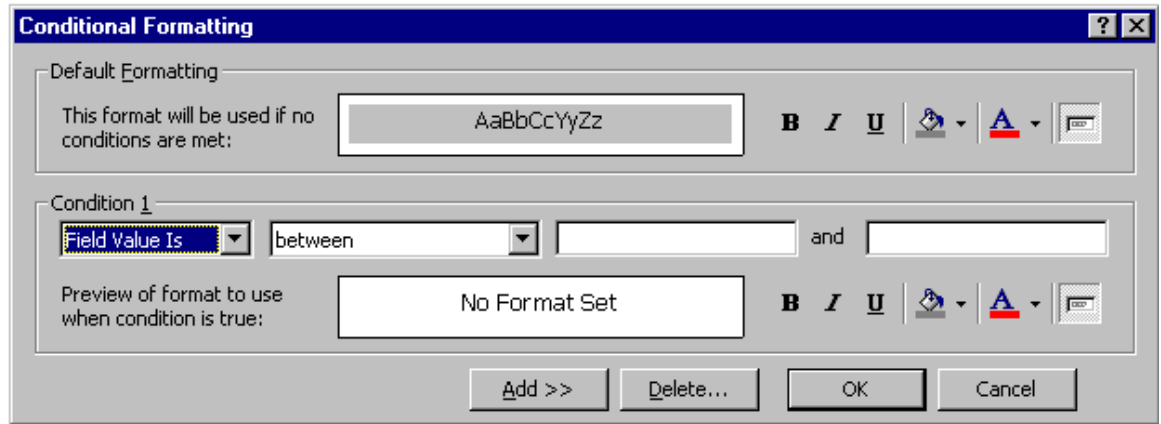 Conditional Formatting ?
Default Formatting
This format will be used if no
conditions are met:
AaBbCcYyZz
B I U A
Condition 1
Field Value Is between and
Preview of format to use
when condition is true:
No Format Set
B I U A
Add >> Delete... OK Cancel